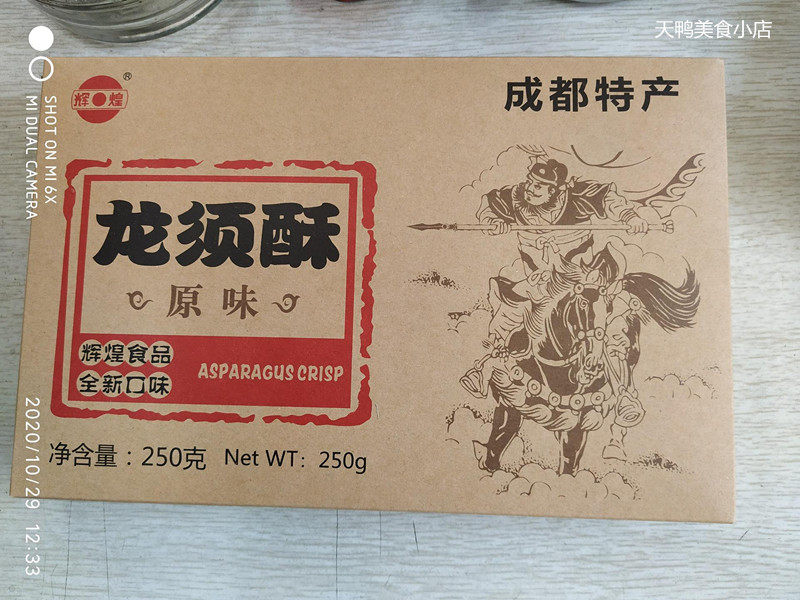 天鸭美食小店
SHOT ON MI 6X
MI DUAL CAMERA
辉煌
®
成都特产
龙须酥
原味
辉煌食品
全新口味
ASPARAGUS CRISP
净含量：250克 Net WT: 250g
2020/10/29 12:33